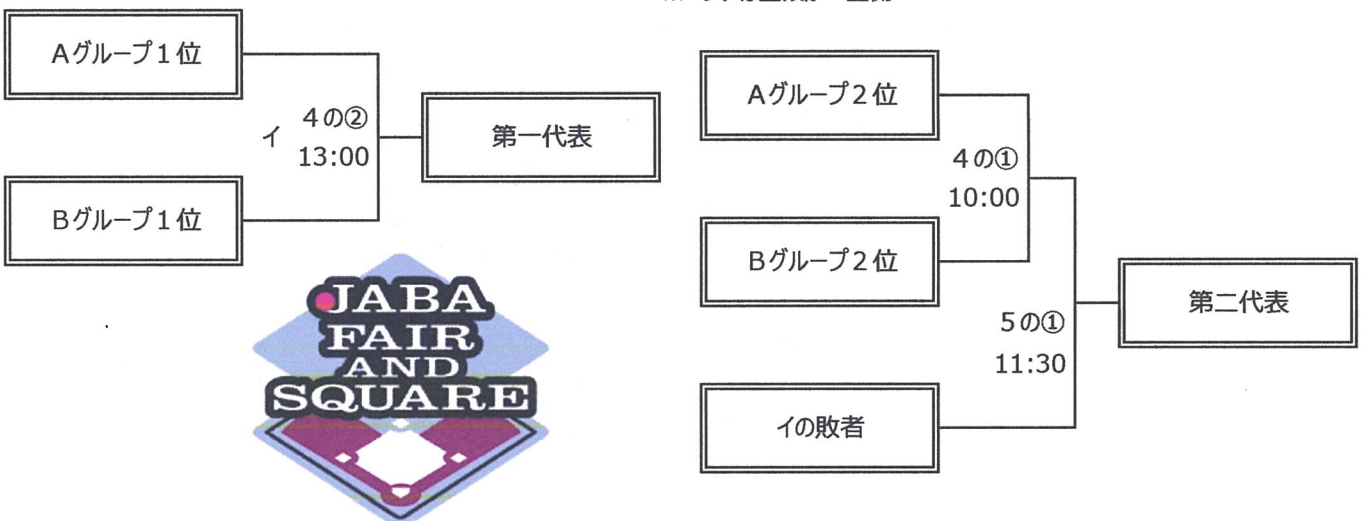 Aグループ1位
イ 4の②
13:00
第一代表
Bグループ1位
Aグループ2位
4の①
10:00
Bグループ2位
5の①
11:30
第二代表
イの敗者
JABA
FAIR
AND
SQUARE